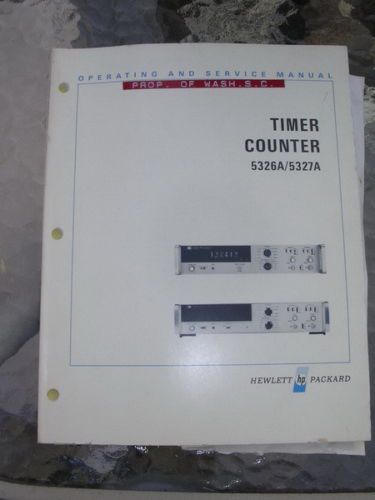 OPERATING AND SERVICE MANUAL
PROP. OF WASH.S.C.
TIMER
COUNTER
5326A/5327A
HEWLETT hp PACKARD